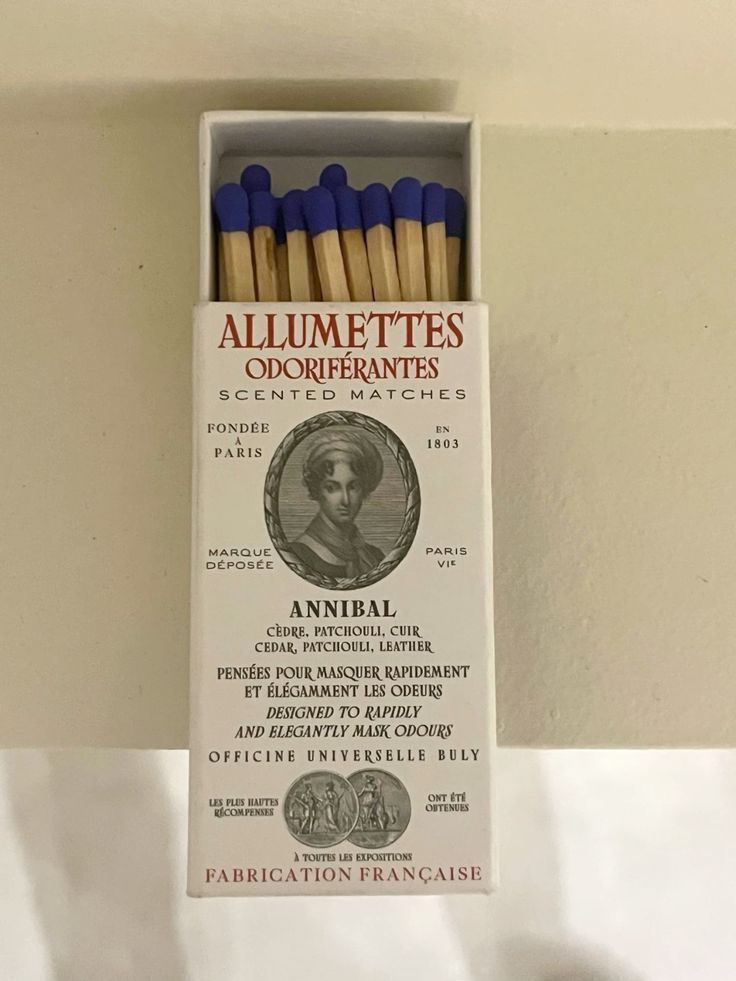 ALLUMETTES
ODORIFÉRANTES
SCENTED MATCHES
FONDÉE
À
PARIS
EN
1803
MARQUE
DÉPOSÉE
PARIS
VIE
ANNIBAL
CÈDRE, PATCHOULI, CUIR
CEDAR, PATCHOULI, LEATHER
PENSÉES POUR MASQUER RAPIDEMENT
ET ÉLÉGAMMENT LES ODEURS
DESIGNED TO RAPIDLY
AND ELEGANTLY MASK ODOURS
OFFICINE UNIVERSELLE BULY
LES PLUS HAUTES
RÉCOMPENSES
ONT ÉTÉ
OBTENUES
À TOUTES LES EXPOSITIONS
FABRICATION FRANÇAISE